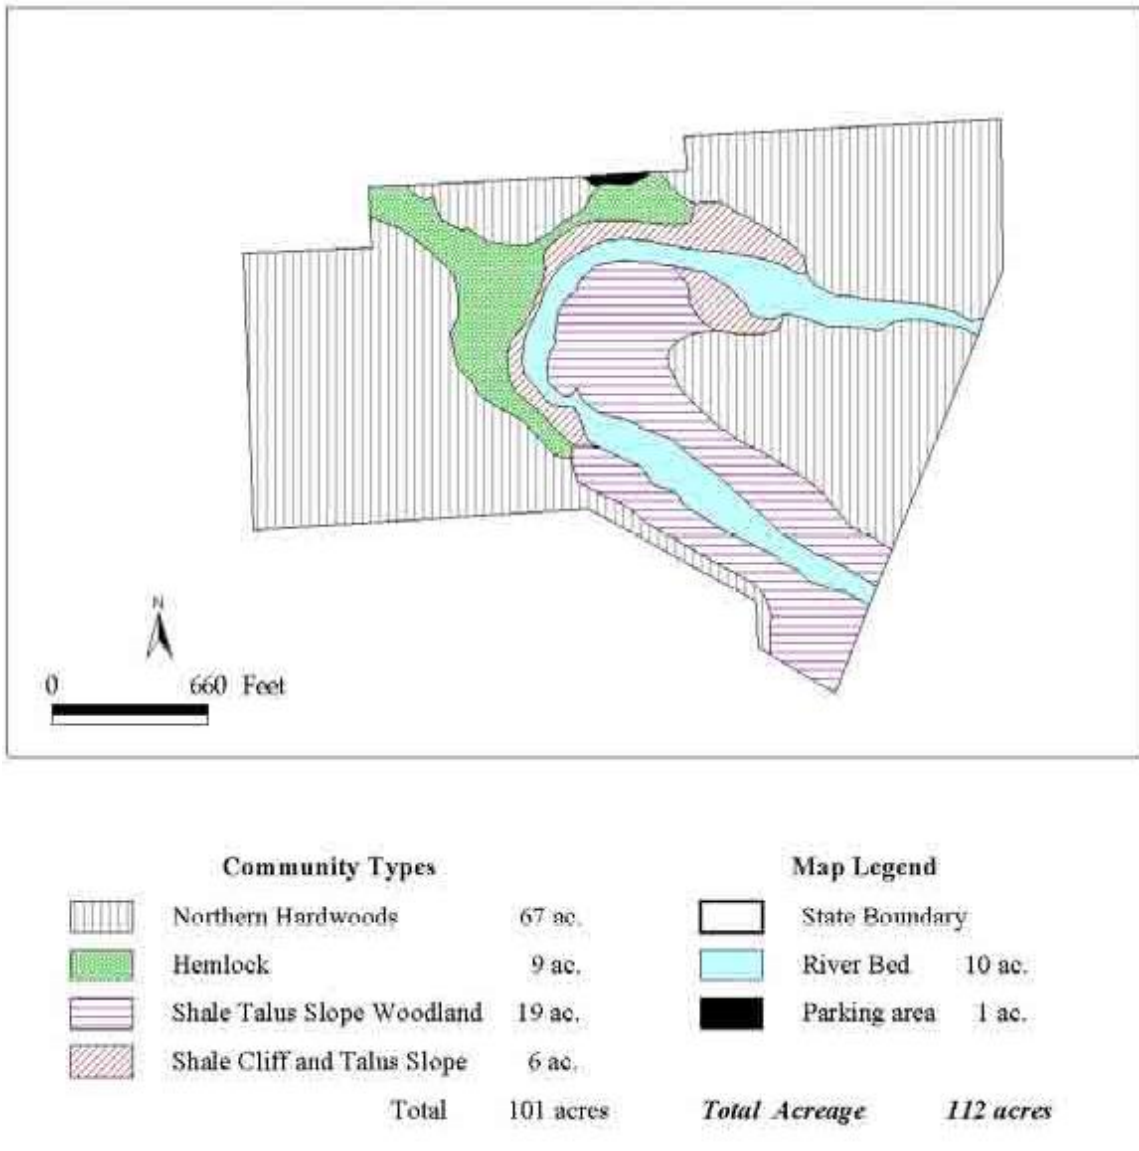 N
0 660 Feet
Community Types
Northern Hardwoods 67 ac.
Hemlock 9 ac.
Shale Talus Slope Woodland 19 ac.
Shale Cliff and Talus Slope 6 ac.
Total 101 acres
Map Legend
State Boundary
River Bed 10 ac.
Parking area 1 ac.
Total Acreage 112 acres